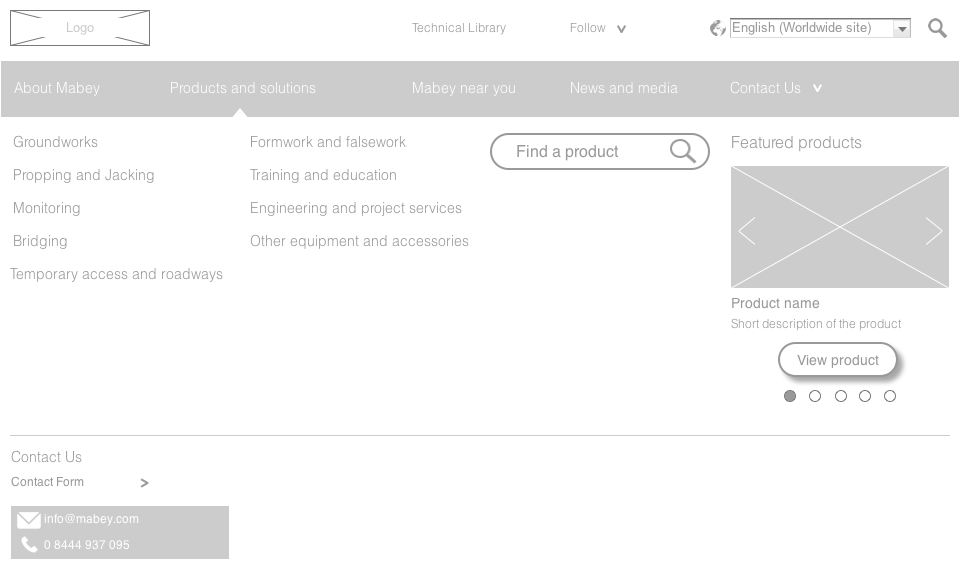 Logo
Technical Library
Follow
English (Worldwide site)
About Mabey
Products and solutions
Mabey near you
News and media
Contact Us
Groundworks
Propping and Jacking
Monitoring
Bridging
Temporary access and roadways
Formwork and falsework
Training and education
Engineering and project services
Other equipment and accessories
Find a product
Featured products
Product name
Short description of the product
View product
Contact Us
Contact Form
info@mabey.com
0 8444 937 095